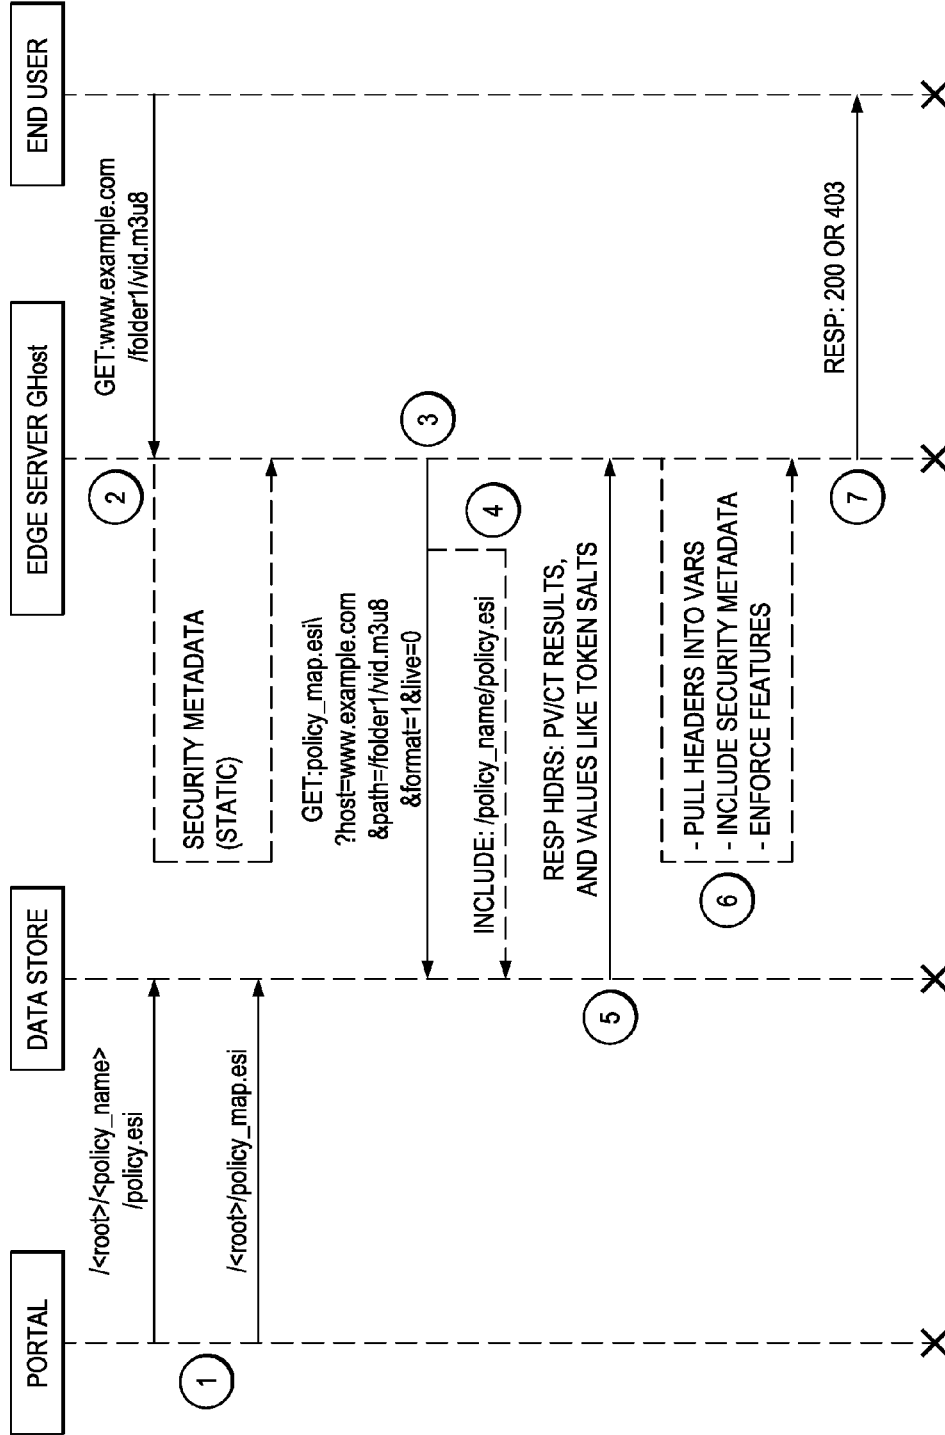 PORTAL
DATA STORE
EDGE SERVER GHost
END USER
1
/<root>/<policy_name>
/policy.esi
/<root>/policy_map.esi
2
GET:www.example.com
/folder1/vid.m3u8
SECURITY METADATA
(STATIC)
3
GET:policy_map.esi\
?host=www.example.com
&path=/folder1/vid.m3u8
&format=1&live=0
4
INCLUDE: /policy_name/policy.esi
5
RESP HDRS: PV/CT RESULTS,
AND VALUES LIKE TOKEN SALTS
6
- PULL HEADERS INTO VARS
- INCLUDE SECURITY METADATA
- ENFORCE FEATURES
7
RESP: 200 OR 403